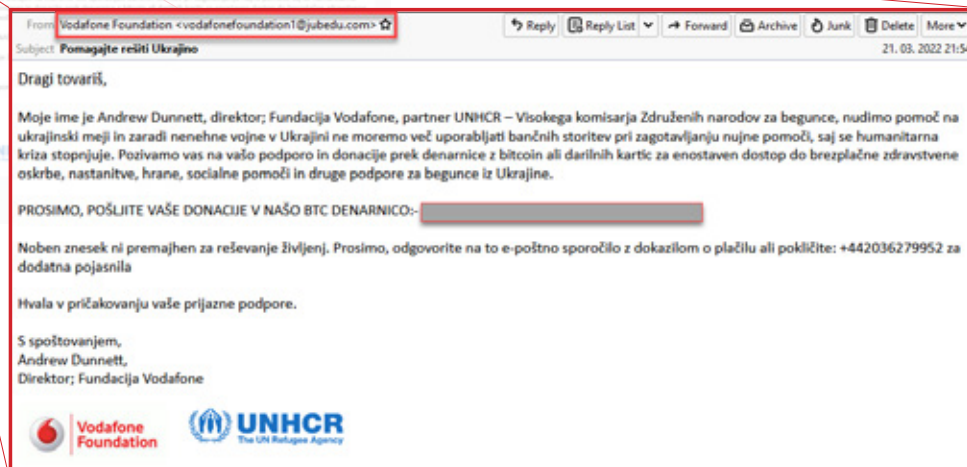 From Vodafone Foundation <vodafonefoundation1@jubedu.com>
Reply Reply List Forward Archive Junk Delete More
Subject Pomagajte rešiti Ukrajino
21. 03. 2022 21:54
Dragi tovariš,
Moje ime je Andrew Dunnett, direktor; Fundacija Vodafone, partner UNHCR – Visokega komisarja Združenih narodov za begunce, nudimo pomoč na
ukrajinski meji in zaradi nenehne vojne v Ukrajini ne moremo več uporabljati bančnih storitev pri zagotavljanju nujne pomoči, saj se humanitarna
kriza stopnjuje. Pozivamo vas na vašo podporo in donacije prek denarnice z bitcoin ali darilnih kartic za enostaven dostop do brezplačne zdravstvene
oskrbe, nastanitve, hrane, socialne pomoči in druge podpore za begunce iz Ukrajine.
PROSIMO, POŠLJITE VAŠE DONACIJE V NAŠO BTC DENARNICO:-
Noben znesek ni premajhen za reševanje življenj. Prosimo, odgovorite na to e-poštno sporočilo z dokazilom o plačilu ali pokličite: +442036279952 za
dodatna pojasnila
Hvala v pričakovanju vaše prijazne podpore.
S spoštovanjem,
Andrew Dunnett,
Direktor; Fundacija Vodafone
Vodafone
Foundation
UNHCR
The UN Refugee Agency